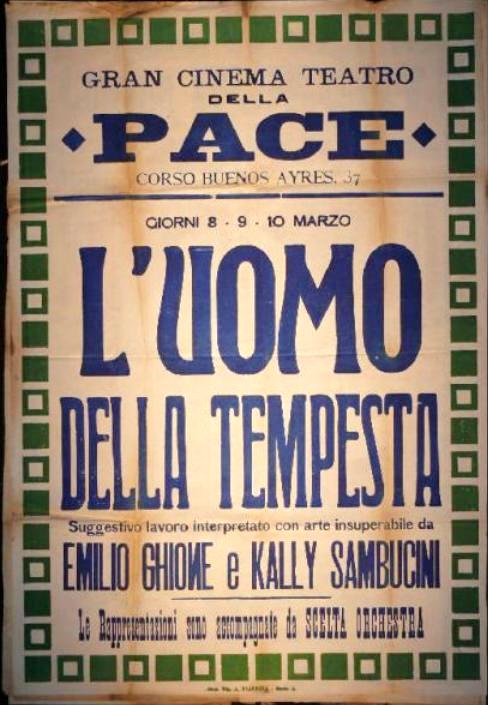 GRAN CINEMA TEATRO
DELLA
PACE
CORSO BUENOS AYRES, 37
GIORNI 8 - 9 - 10 MARZO
L'UOMO
DELLA TEMPESTA
Suggestivo lavoro interpretato con arte insuperabile da
EMILIO GHIONE e KALLY SAMBUCINI
Le Rappresentazioni sono accompagnate da SCELTA ORCHESTRA